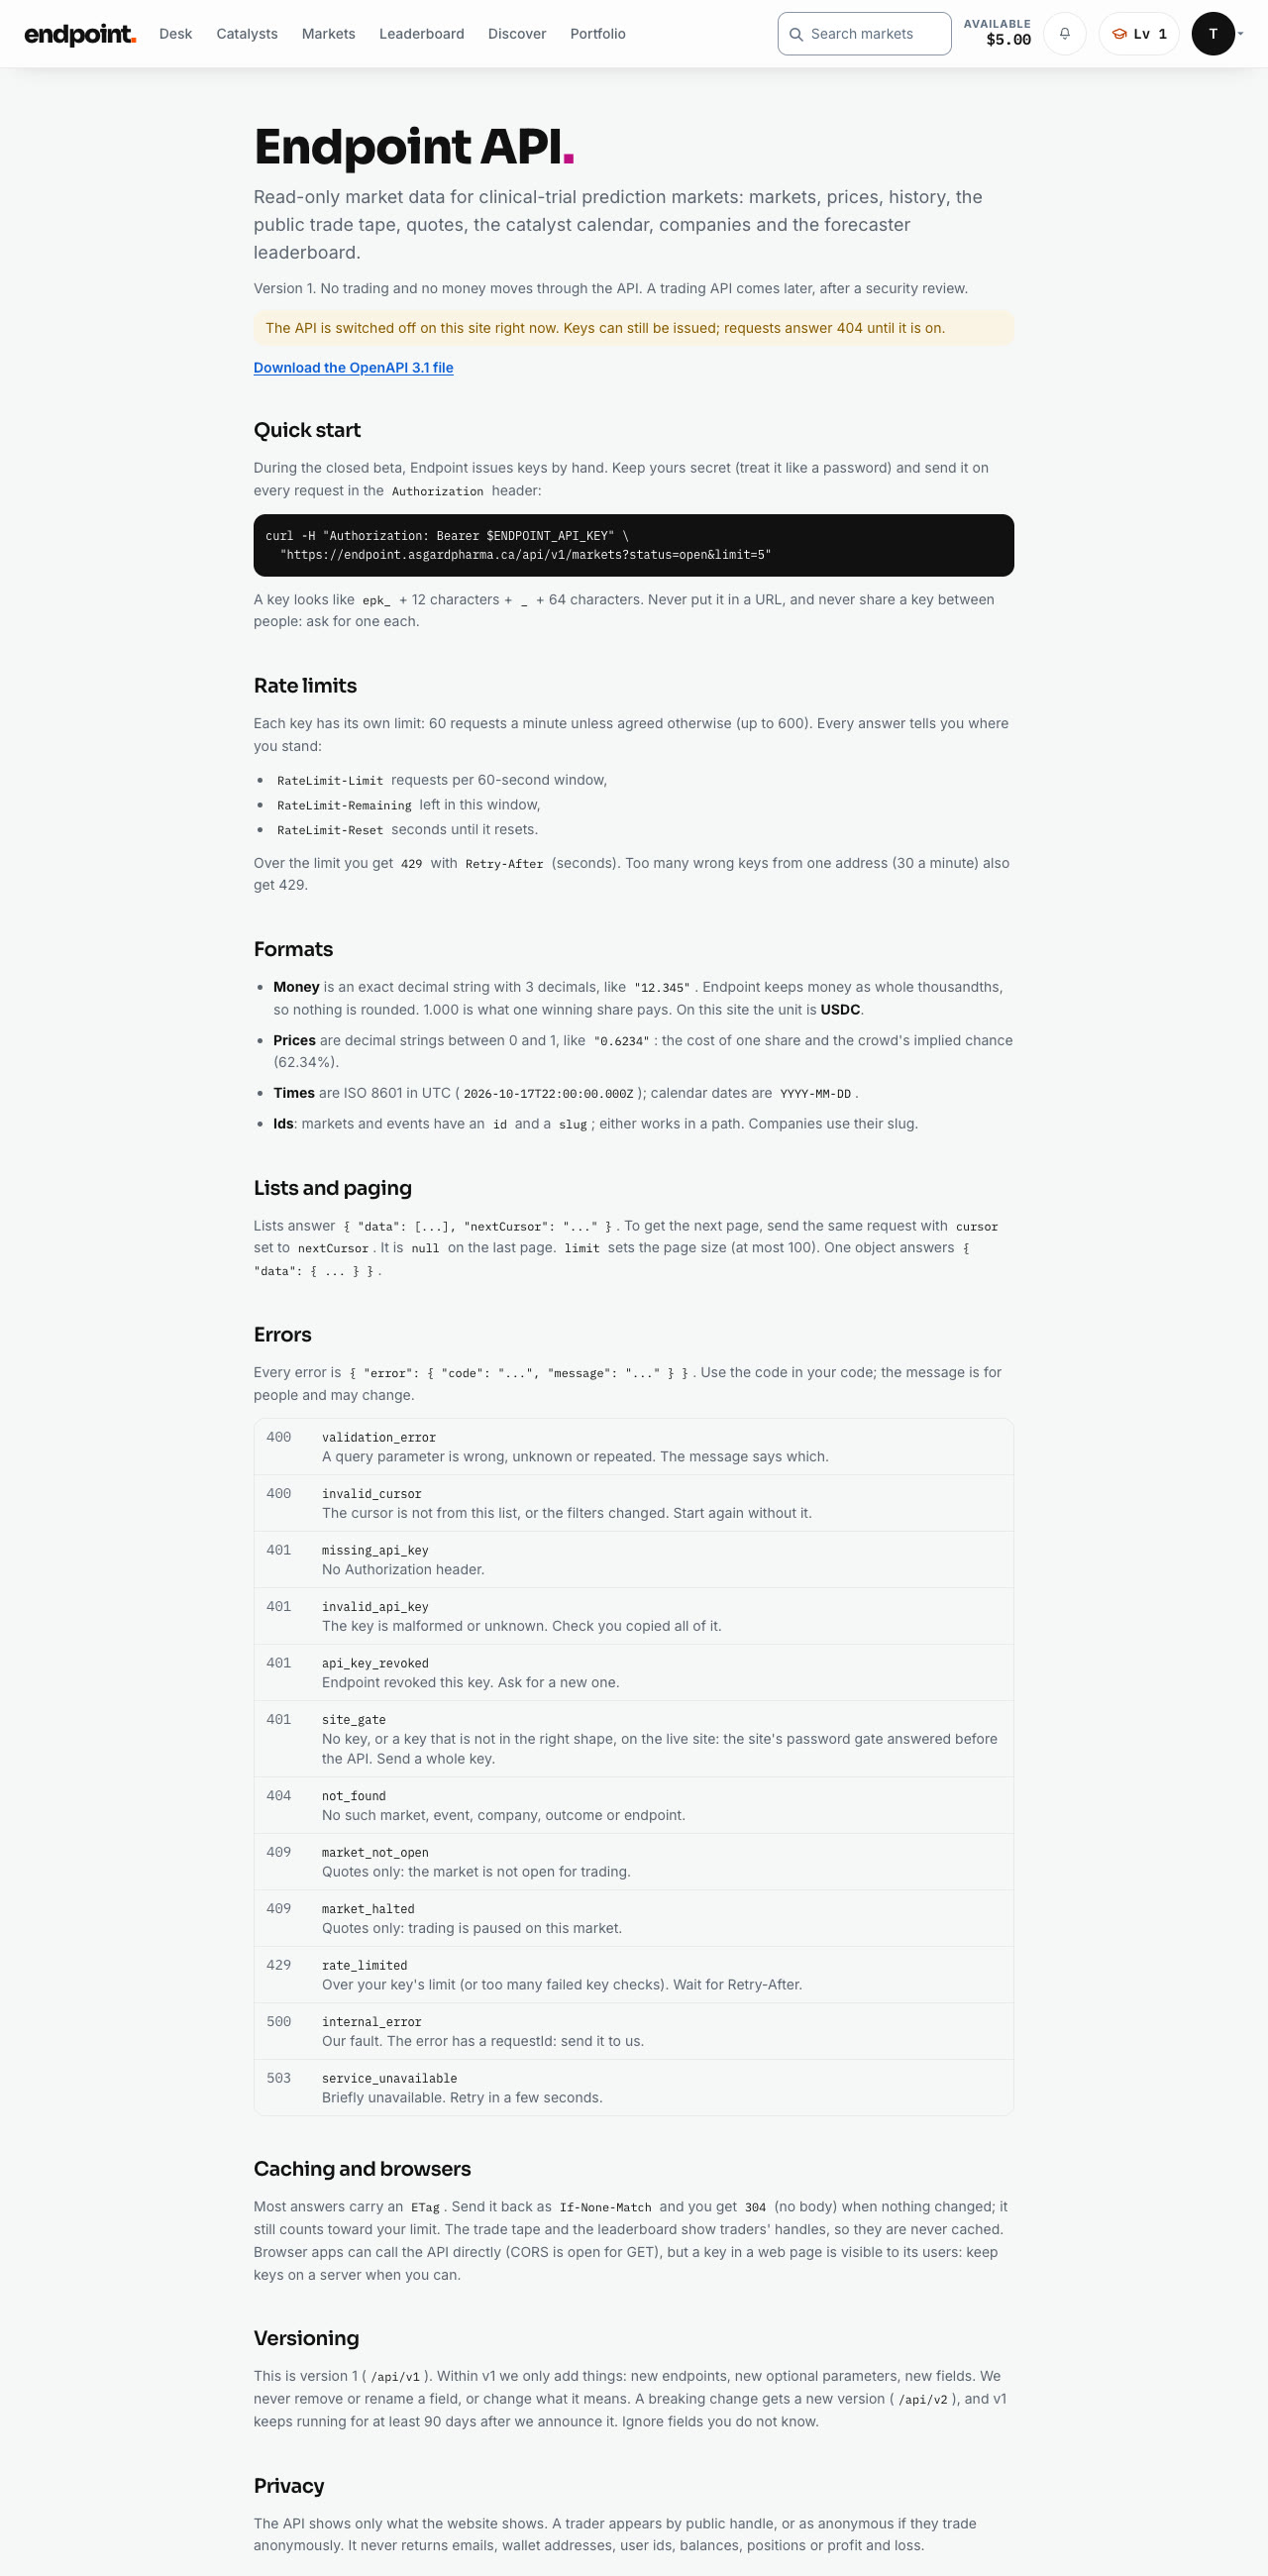 endpoint.
Desk
Catalysts
Markets
Leaderboard
Discover
Portfolio
Search markets
AVAILABLE
$5.00
Lv 1
T
Endpoint API.
Read-only market data for clinical-trial prediction markets: markets, prices, history, the
public trade tape, quotes, the catalyst calendar, companies and the forecaster
leaderboard.
Version 1. No trading and no money moves through the API. A trading API comes later, after a security review.
The API is switched off on this site right now. Keys can still be issued; requests answer 404 until it is on.
Download the OpenAPI 3.1 file
Quick start
During the closed beta, Endpoint issues keys by hand. Keep yours secret (treat it like a password) and send it on
every request in the Authorization header:
curl -H "Authorization: Bearer $ENDPOINT_API_KEY" \
"https://endpoint.asgardpharma.ca/api/v1/markets?status=open&limit=5"
A key looks like epk_ + 12 characters + _ + 64 characters. Never put it in a URL, and never share a key between
people: ask for one each.
Rate limits
Each key has its own limit: 60 requests a minute unless agreed otherwise (up to 600). Every answer tells you where
you stand:
• RateLimit-Limit requests per 60-second window,
• RateLimit-Remaining left in this window,
• RateLimit-Reset seconds until it resets.
Over the limit you get 429 with Retry-After (seconds). Too many wrong keys from one address (30 a minute) also
get 429.
Formats
• Money is an exact decimal string with 3 decimals, like "12.345". Endpoint keeps money as whole thousandths,
so nothing is rounded. 1.000 is what one winning share pays. On this site the unit is USDC.
• Prices are decimal strings between 0 and 1, like "0.6234": the cost of one share and the crowd's implied chance
(62.34%).
• Times are ISO 8601 in UTC (2026-10-17T22:00:00.000Z); calendar dates are YYYY-MM-DD.
• Ids: markets and events have an id and a slug; either works in a path. Companies use their slug.
Lists and paging
Lists answer { "data": [...], "nextCursor": "..." }. To get the next page, send the same request with cursor
set to nextCursor. It is null on the last page. limit sets the page size (at most 100). One object answers {
"data": { ... } }.
Errors
Every error is { "error": { "code": "...", "message": "..." } }. Use the code in your code; the message is for
people and may change.
400 validation_error
A query parameter is wrong, unknown or repeated. The message says which.
400 invalid_cursor
The cursor is not from this list, or the filters changed. Start again without it.
401 missing_api_key
No Authorization header.
401 invalid_api_key
The key is malformed or unknown. Check you copied all of it.
401 api_key_revoked
Endpoint revoked this key. Ask for a new one.
401 site_gate
No key, or a key that is not in the right shape, on the live site: the site's password gate answered before
the API. Send a whole key.
404 not_found
No such market, event, company, outcome or endpoint.
409 market_not_open
Quotes only: the market is not open for trading.
409 market_halted
Quotes only: trading is paused on this market.
429 rate_limited
Over your key's limit (or too many failed key checks). Wait for Retry-After.
500 internal_error
Our fault. The error has a requestId: send it to us.
503 service_unavailable
Briefly unavailable. Retry in a few seconds.
Caching and browsers
Most answers carry an ETag. Send it back as If-None-Match and you get 304 (no body) when nothing changed; it
still counts toward your limit. The trade tape and the leaderboard show traders' handles, so they are never cached.
Browser apps can call the API directly (CORS is open for GET), but a key in a web page is visible to its users: keep
keys on a server when you can.
Versioning
This is version 1 (/api/v1). Within v1 we only add things: new endpoints, new optional parameters, new fields. We
never remove or rename a field, or change what it means. A breaking change gets a new version (/api/v2), and v1
keeps running for at least 90 days after we announce it. Ignore fields you do not know.
Privacy
The API shows only what the website shows. A trader appears by public handle, or as anonymous if they trade
anonymously. It never returns emails, wallet addresses, user ids, balances, positions or profit and loss.